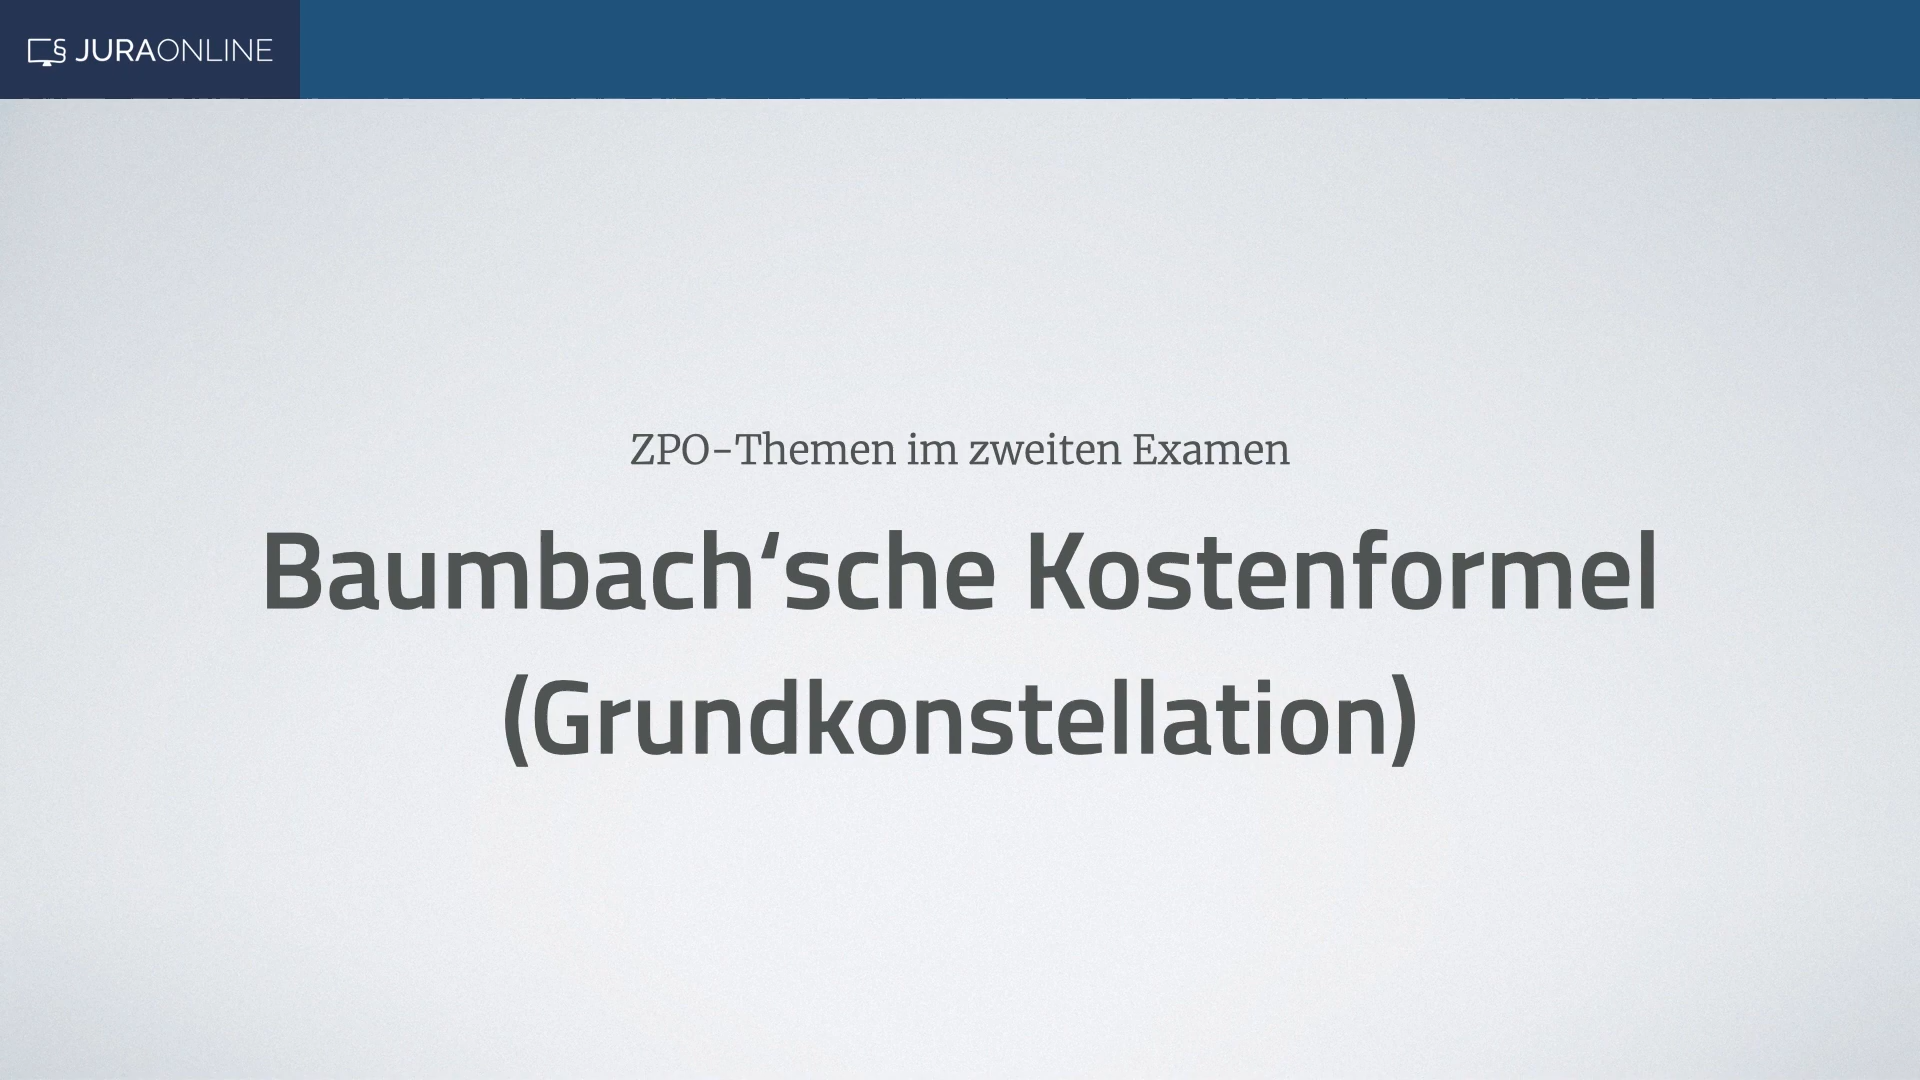 JURAONLINE
ZPO-Themen im zweiten Examen
Baumbach‘sche Kostenformel
(Grundkonstellation)